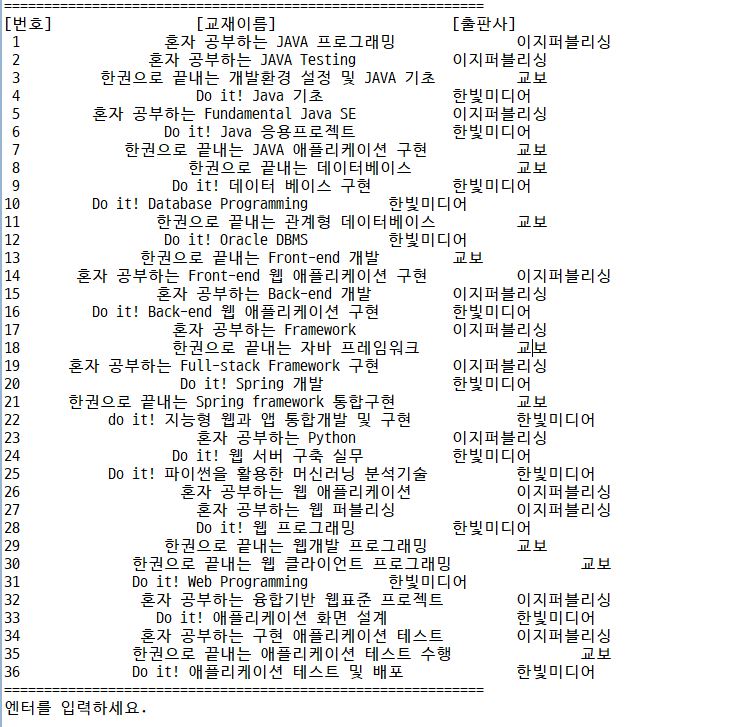 ============================================================
[번호] [교재이름] [출판사]
1 혼자 공부하는 JAVA 프로그래밍 이지퍼블리싱
2 혼자 공부하는 JAVA Testing 이지퍼블리싱
3 한권으로 끝내는 개발환경 설정 및 JAVA 기초 교보
4 Do it! Java 기초 한빛미디어
5 혼자 공부하는 Fundamental Java SE 이지퍼블리싱
6 Do it! Java 응용프로젝트 한빛미디어
7 한권으로 끝내는 JAVA 애플리케이션 구현 교보
8 한권으로 끝내는 데이터베이스 교보
9 Do it! 데이터 베이스 구현 한빛미디어
10 Do it! Database Programming 한빛미디어
11 한권으로 끝내는 관계형 데이터베이스 교보
12 Do it! Oracle DBMS 한빛미디어
13 한권으로 끝내는 Front-end 개발 교보
14 혼자 공부하는 Front-end 웹 애플리케이션 구현 이지퍼블리싱
15 혼자 공부하는 Back-end 개발 이지퍼블리싱
16 Do it! Back-end 웹 애플리케이션 구현 한빛미디어
17 혼자 공부하는 Framework 이지퍼블리싱
18 한권으로 끝내는 자바 프레임워크 교보
19 혼자 공부하는 Full-stack Framework 구현 이지퍼블리싱
20 Do it! Spring 개발 한빛미디어
21 한권으로 끝내는 Spring framework 통합구현 교보
22 do it! 지능형 웹과 앱 통합개발 및 구현 한빛미디어
23 혼자 공부하는 Python 이지퍼블리싱
24 Do it! 웹 서버 구축 실무 한빛미디어
25 Do it! 파이썬을 활용한 머신러닝 분석기술 한빛미디어
26 혼자 공부하는 웹 애플리케이션 이지퍼블리싱
27 혼자 공부하는 웹 퍼블리싱 이지퍼블리싱
28 Do it! 웹 프로그래밍 한빛미디어
29 한권으로 끝내는 웹개발 프로그래밍 교보
30 한권으로 끝내는 웹 클라이언트 프로그래밍 교보
31 Do it! Web Programming 한빛미디어
32 혼자 공부하는 융합기반 웹표준 프로젝트 이지퍼블리싱
33 Do it! 애플리케이션 화면 설계 한빛미디어
34 혼자 공부하는 구현 애플리케이션 테스트 이지퍼블리싱
35 한권으로 끝내는 애플리케이션 테스트 수행 교보
36 Do it! 애플리케이션 테스트 및 배포 한빛미디어
============================================================
엔터를 입력하세요.